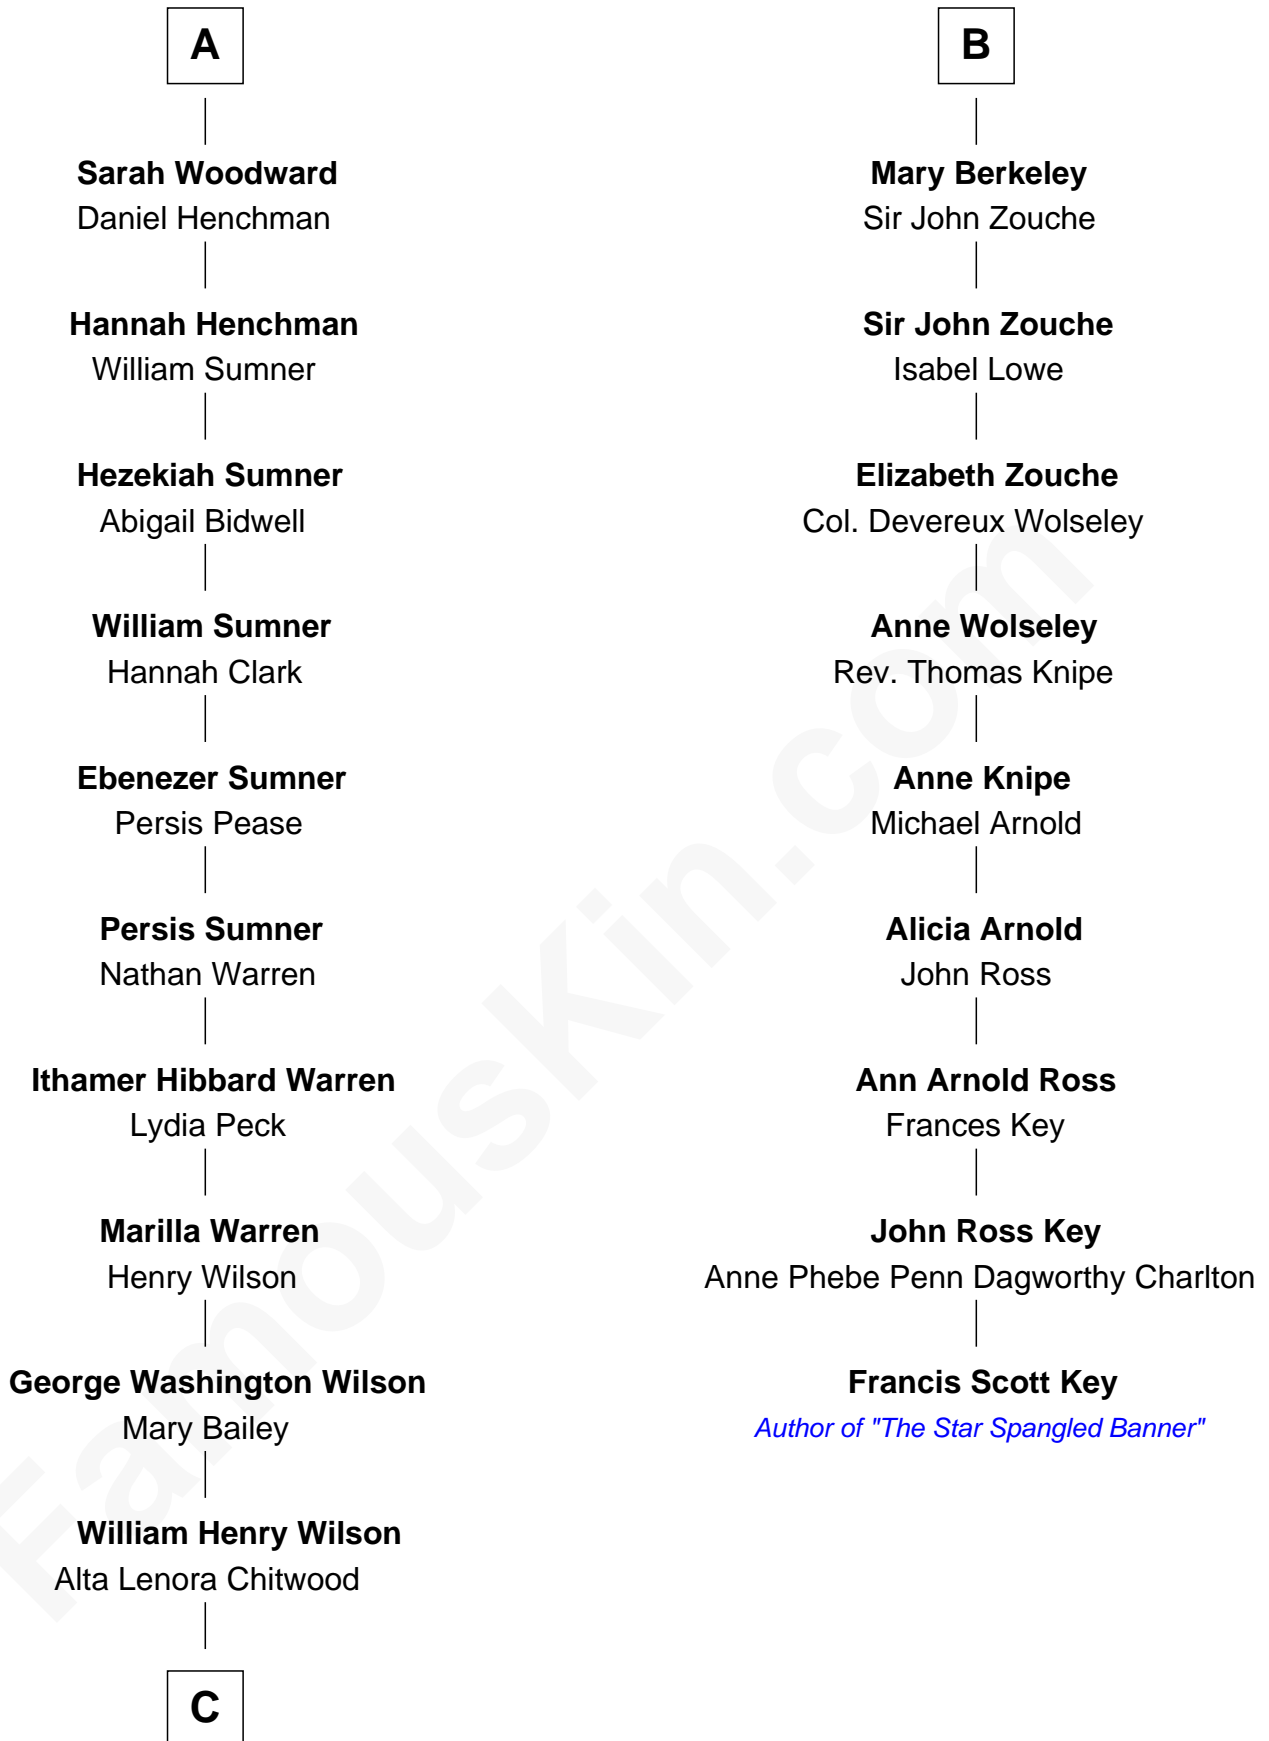 A
Sarah Woodward
Daniel Henchman
Hannah Henchman
William Sumner
Hezekiah Sumner
Abigail Bidwell
William Sumner
Hannah Clark
Ebenezer Sumner
Persis Pease
Persis Sumner
Nathan Warren
Ithamer Hibbard Warren
Lydia Peck
Marilla Warren
Henry Wilson
George Washington Wilson
Mary Bailey
William Henry Wilson
Alta Lenora Chitwood
C
B
Mary Berkeley
Sir John Zouche
Sir John Zouche
Isabel Lowe
Elizabeth Zouche
Col. Devereux Wolseley
Anne Wolseley
Rev. Thomas Knipe
Anne Knipe
Michael Arnold
Alicia Arnold
John Ross
Ann Arnold Ross
Frances Key
John Ross Key
Anne Phebe Penn Dagworthy Charlton
Francis Scott Key
Author of "The Star Spangled Banner"
FamousKin.com